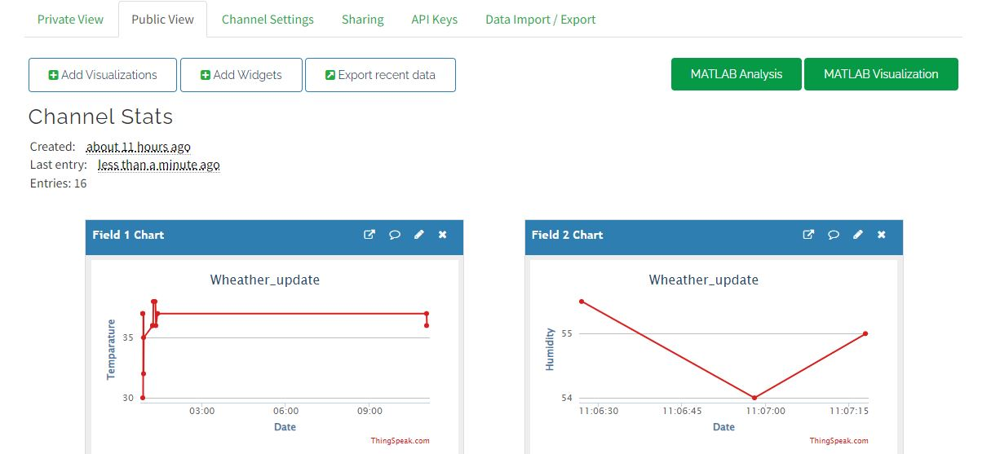 Private View
Public View
Channel Settings
Sharing
API Keys
Data Import / Export
Add Visualizations
Add Widgets
Export recent data
MATLAB Analysis
MATLAB Visualization
Channel Stats
Created: about 11 hours ago
Last entry: less than a minute ago
Entries: 16
Field 1 Chart
Wheather_update
Temparature
35
30
03:00
06:00
09:00
Date
ThingSpeak.com
Field 2 Chart
Wheather_update
Humidity
55
54
11:06:30
11:06:45
11:07:00
11:07:15
Date
ThingSpeak.com